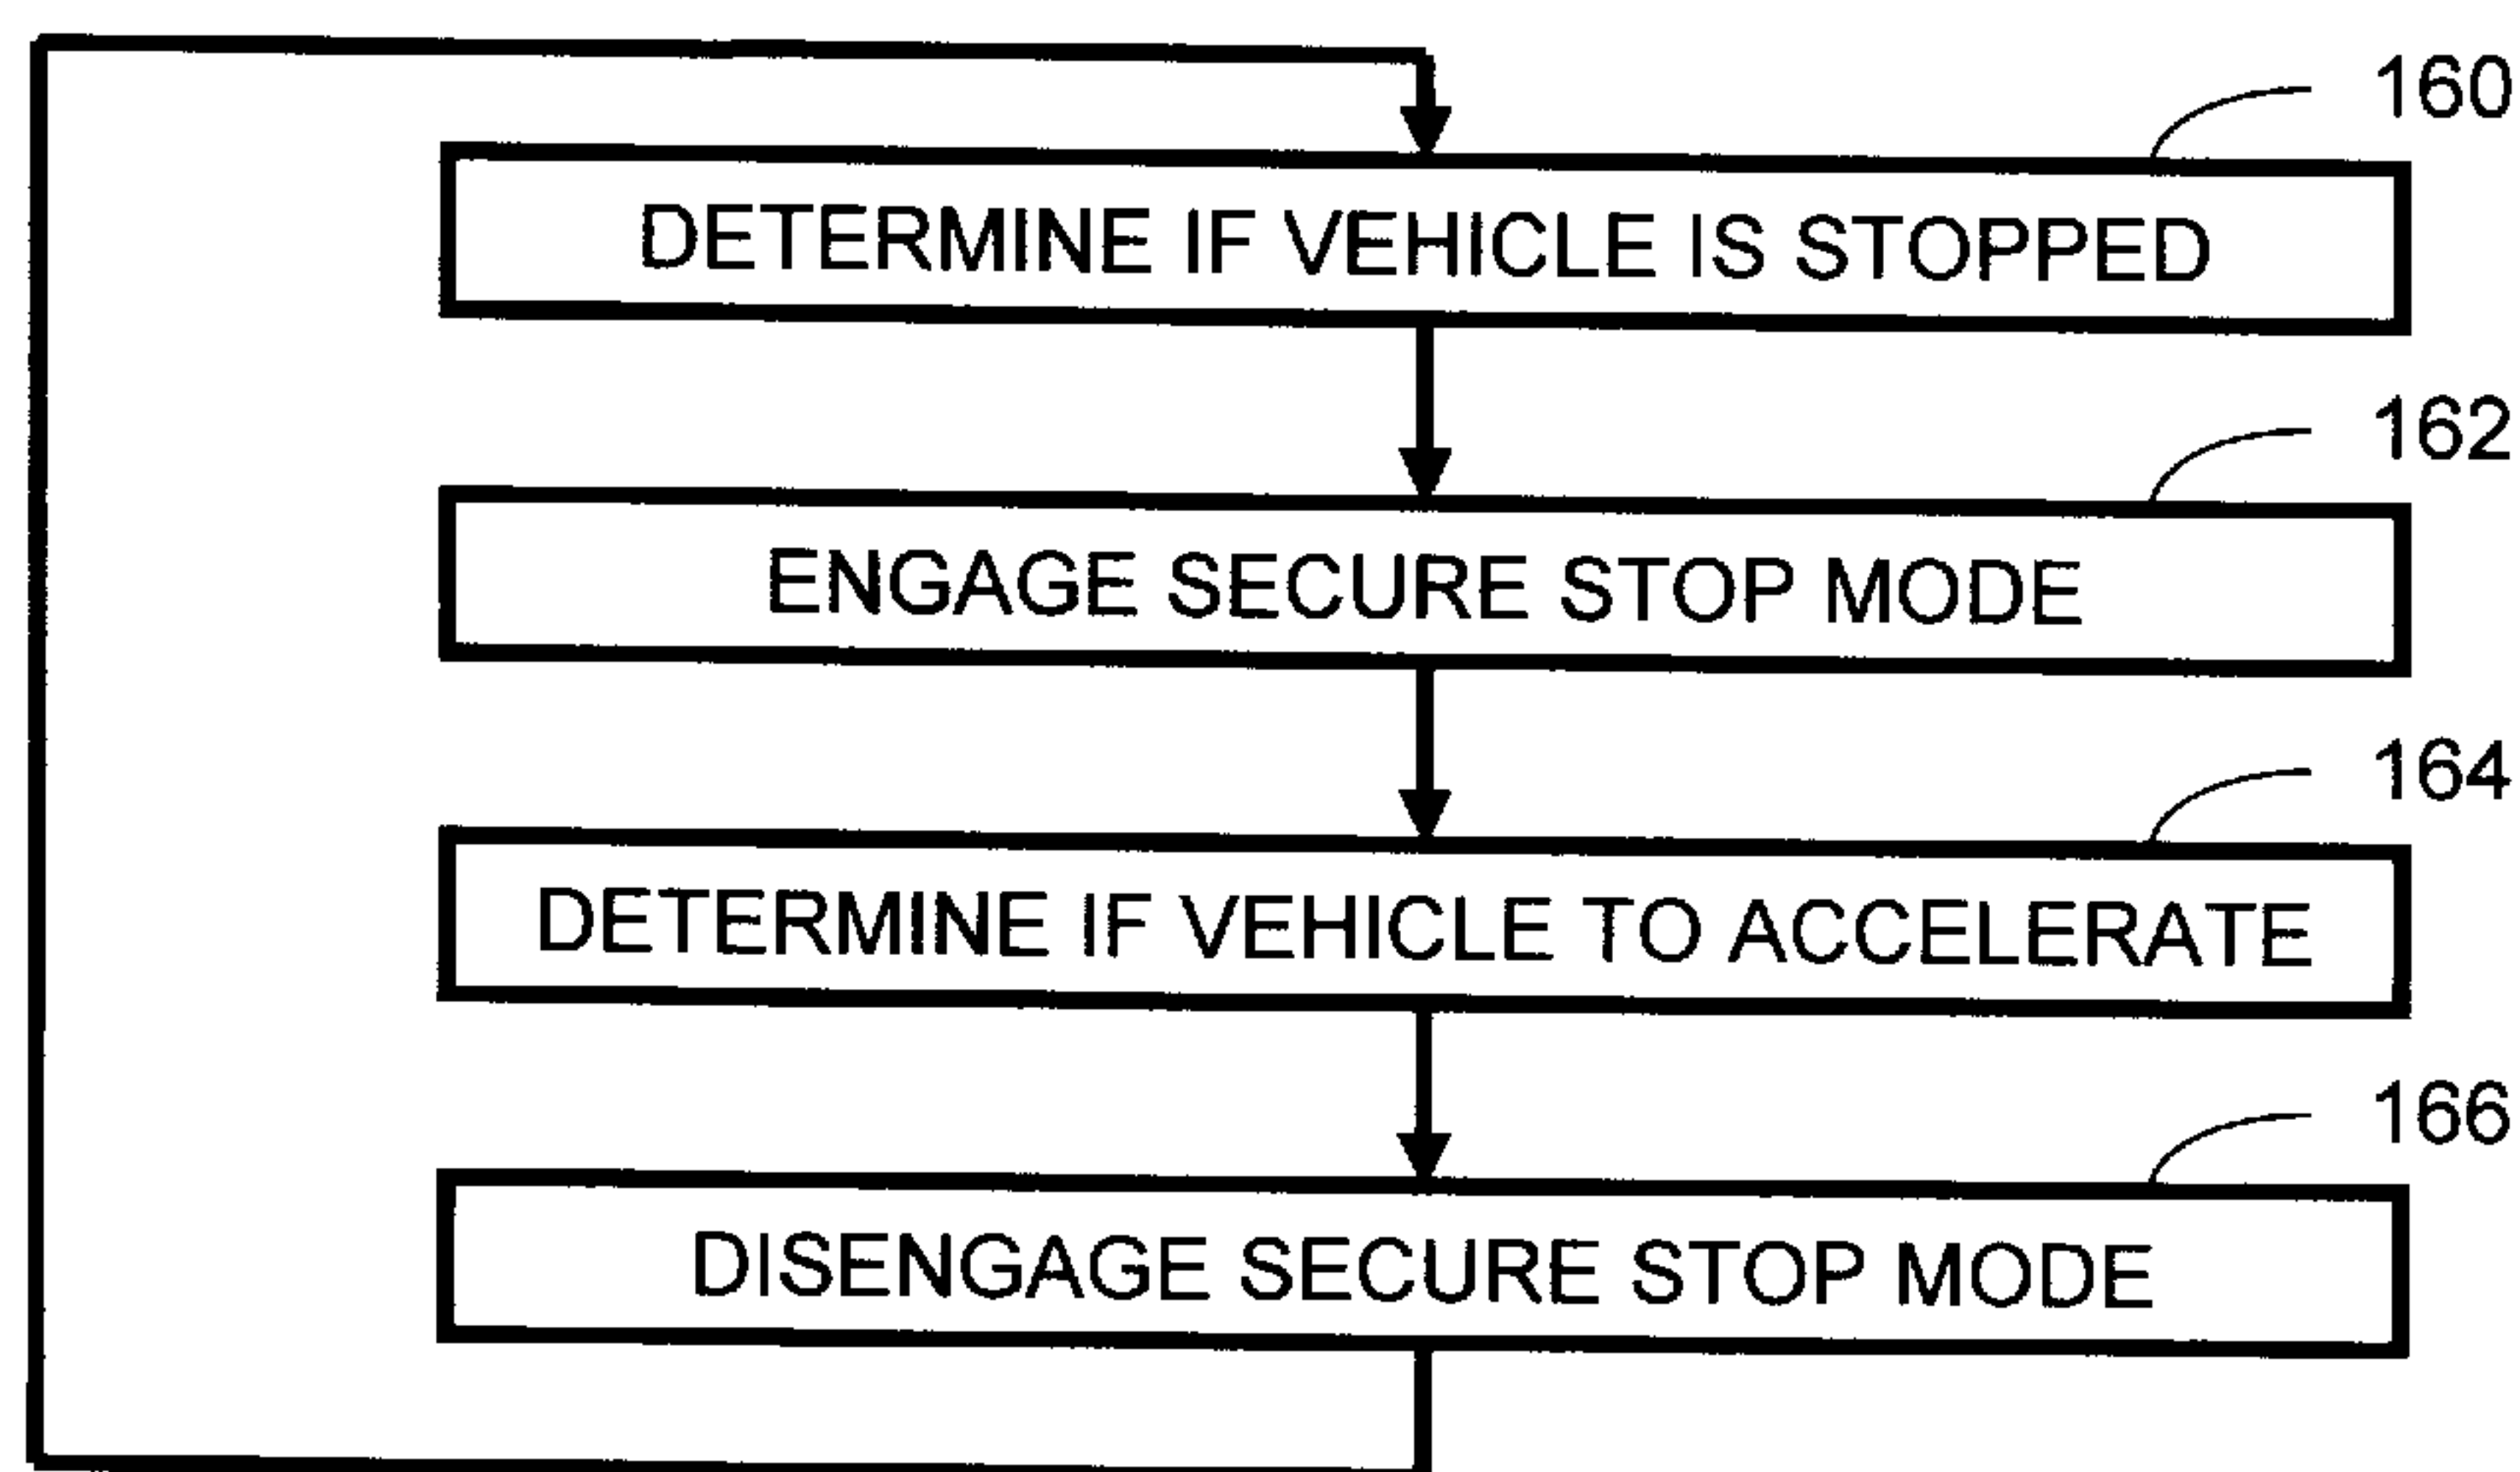 160
DETERMINE IF VEHICLE IS STOPPED
162
ENGAGE SECURE STOP MODE
164
DETERMINE IF VEHICLE TO ACCELERATE
166
DISENGAGE SECURE STOP MODE